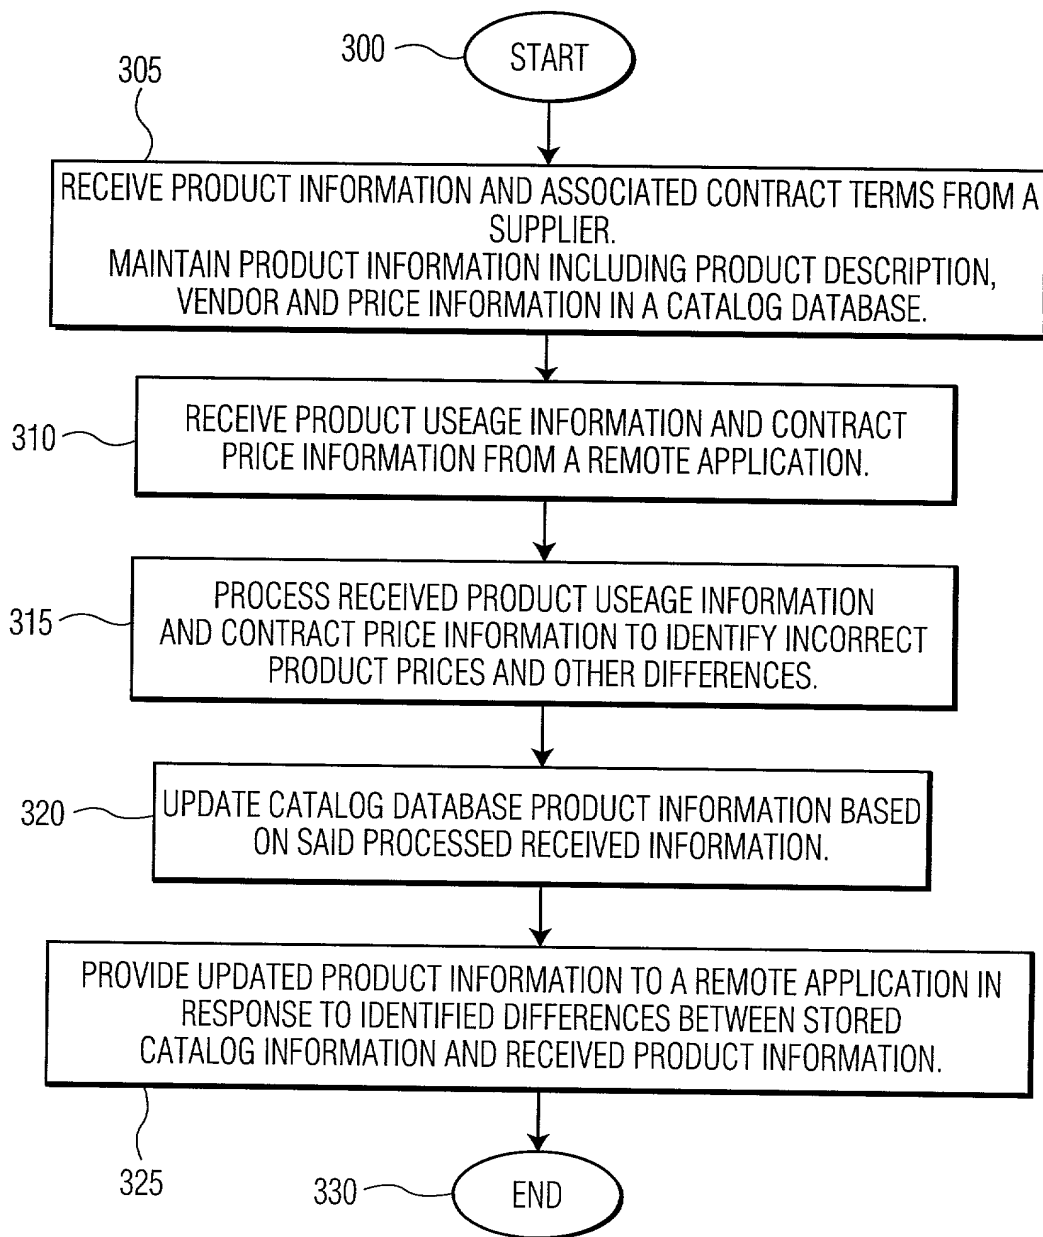 300
START
305
RECEIVE PRODUCT INFORMATION AND ASSOCIATED CONTRACT TERMS FROM A
SUPPLIER.
MAINTAIN PRODUCT INFORMATION INCLUDING PRODUCT DESCRIPTION,
VENDOR AND PRICE INFORMATION IN A CATALOG DATABASE.
310
RECEIVE PRODUCT USEAGE INFORMATION AND CONTRACT
PRICE INFORMATION FROM A REMOTE APPLICATION.
315
PROCESS RECEIVED PRODUCT USEAGE INFORMATION
AND CONTRACT PRICE INFORMATION TO IDENTIFY INCORRECT
PRODUCT PRICES AND OTHER DIFFERENCES.
320
UPDATE CATALOG DATABASE PRODUCT INFORMATION BASED
ON SAID PROCESSED RECEIVED INFORMATION.
PROVIDE UPDATED PRODUCT INFORMATION TO A REMOTE APPLICATION IN
RESPONSE TO IDENTIFIED DIFFERENCES BETWEEN STORED
CATALOG INFORMATION AND RECEIVED PRODUCT INFORMATION.
325
330
END